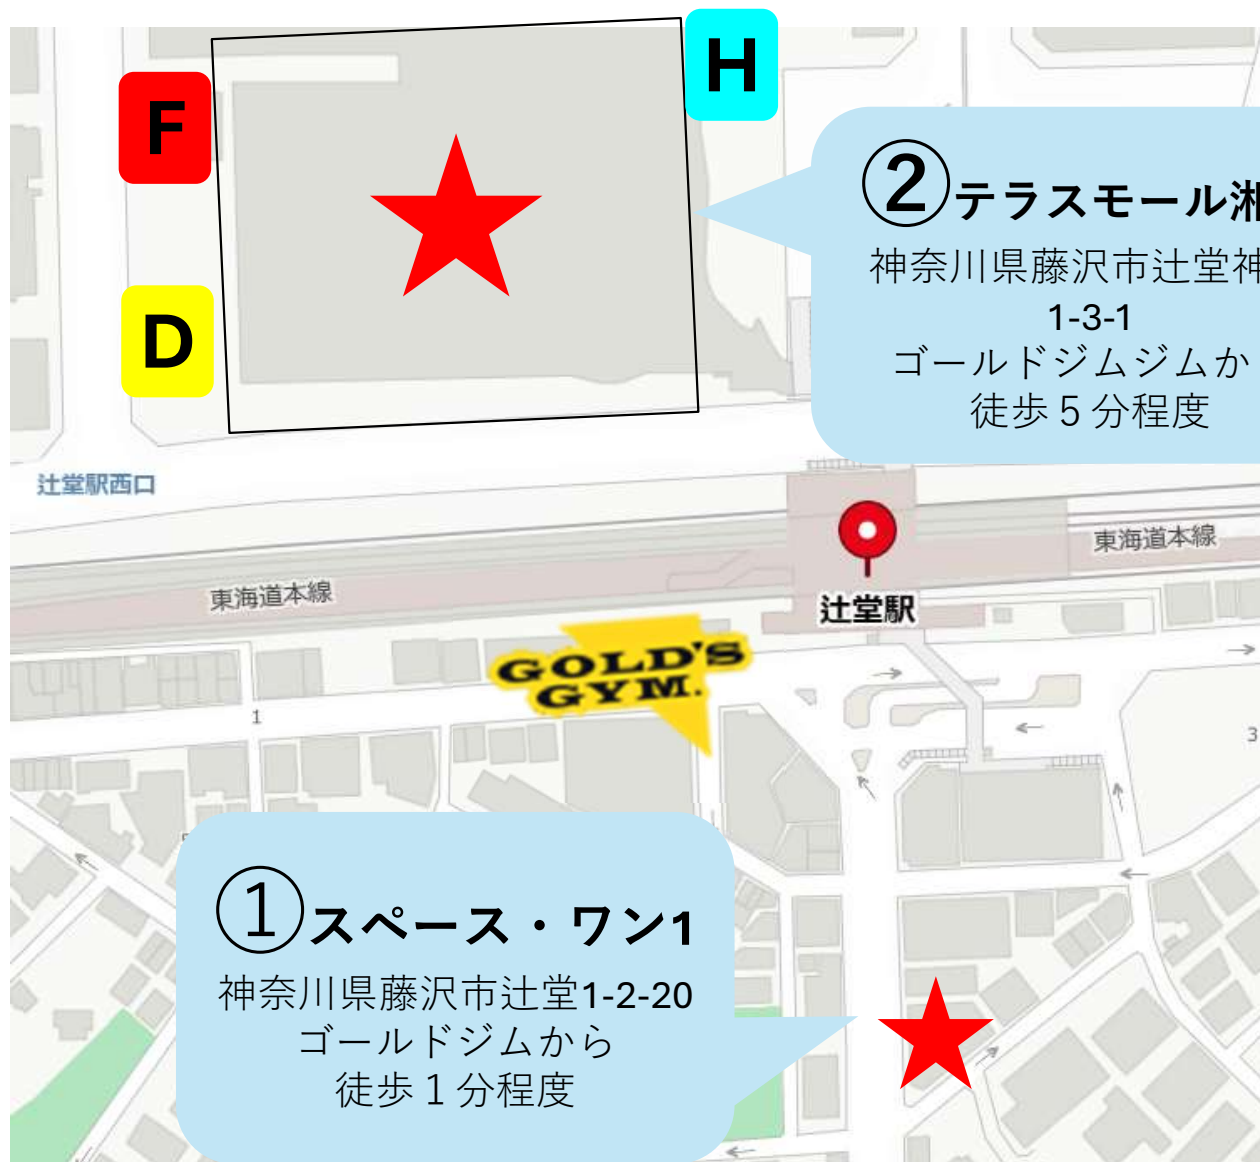 F
H
D
②テラスモール湘
神奈川県藤沢市辻堂神
1-3-1
ゴールドジムジムか
徒歩5分程度
辻堂駅西口
東海道本線
東海道本線
辻堂駅
GOLD'S
GYM.
1
3
①スペース・ワン1
神奈川県藤沢市辻堂1-2-20
ゴールドジムから
徒歩1分程度